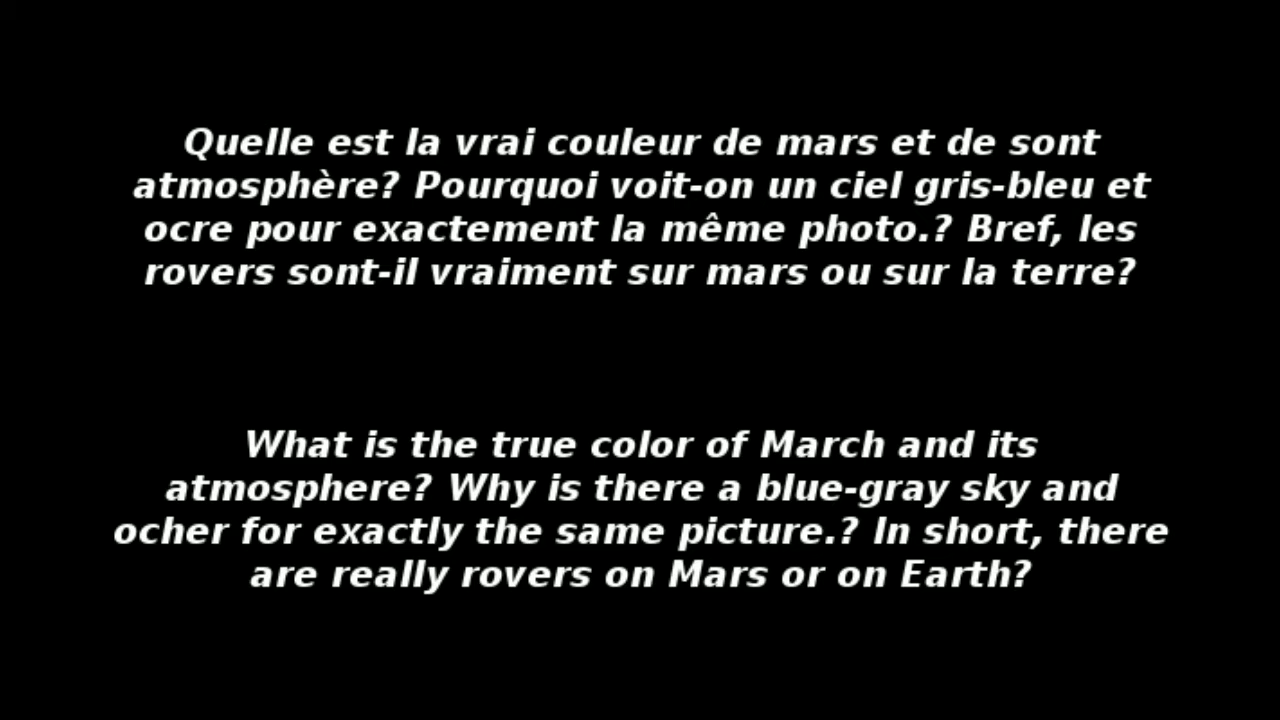 Quelle est la vrai couleur de mars et de sont
atmosphère? Pourquoi voit-on un ciel gris-bleu et
ocre pour exactement la même photo.? Bref, les
rovers sont-il vraiment sur mars ou sur la terre?
What is the true color of March and its
atmosphere? Why is there a blue-gray sky and
ocher for exactly the same picture.? In short, there
are really rovers on Mars or on Earth?